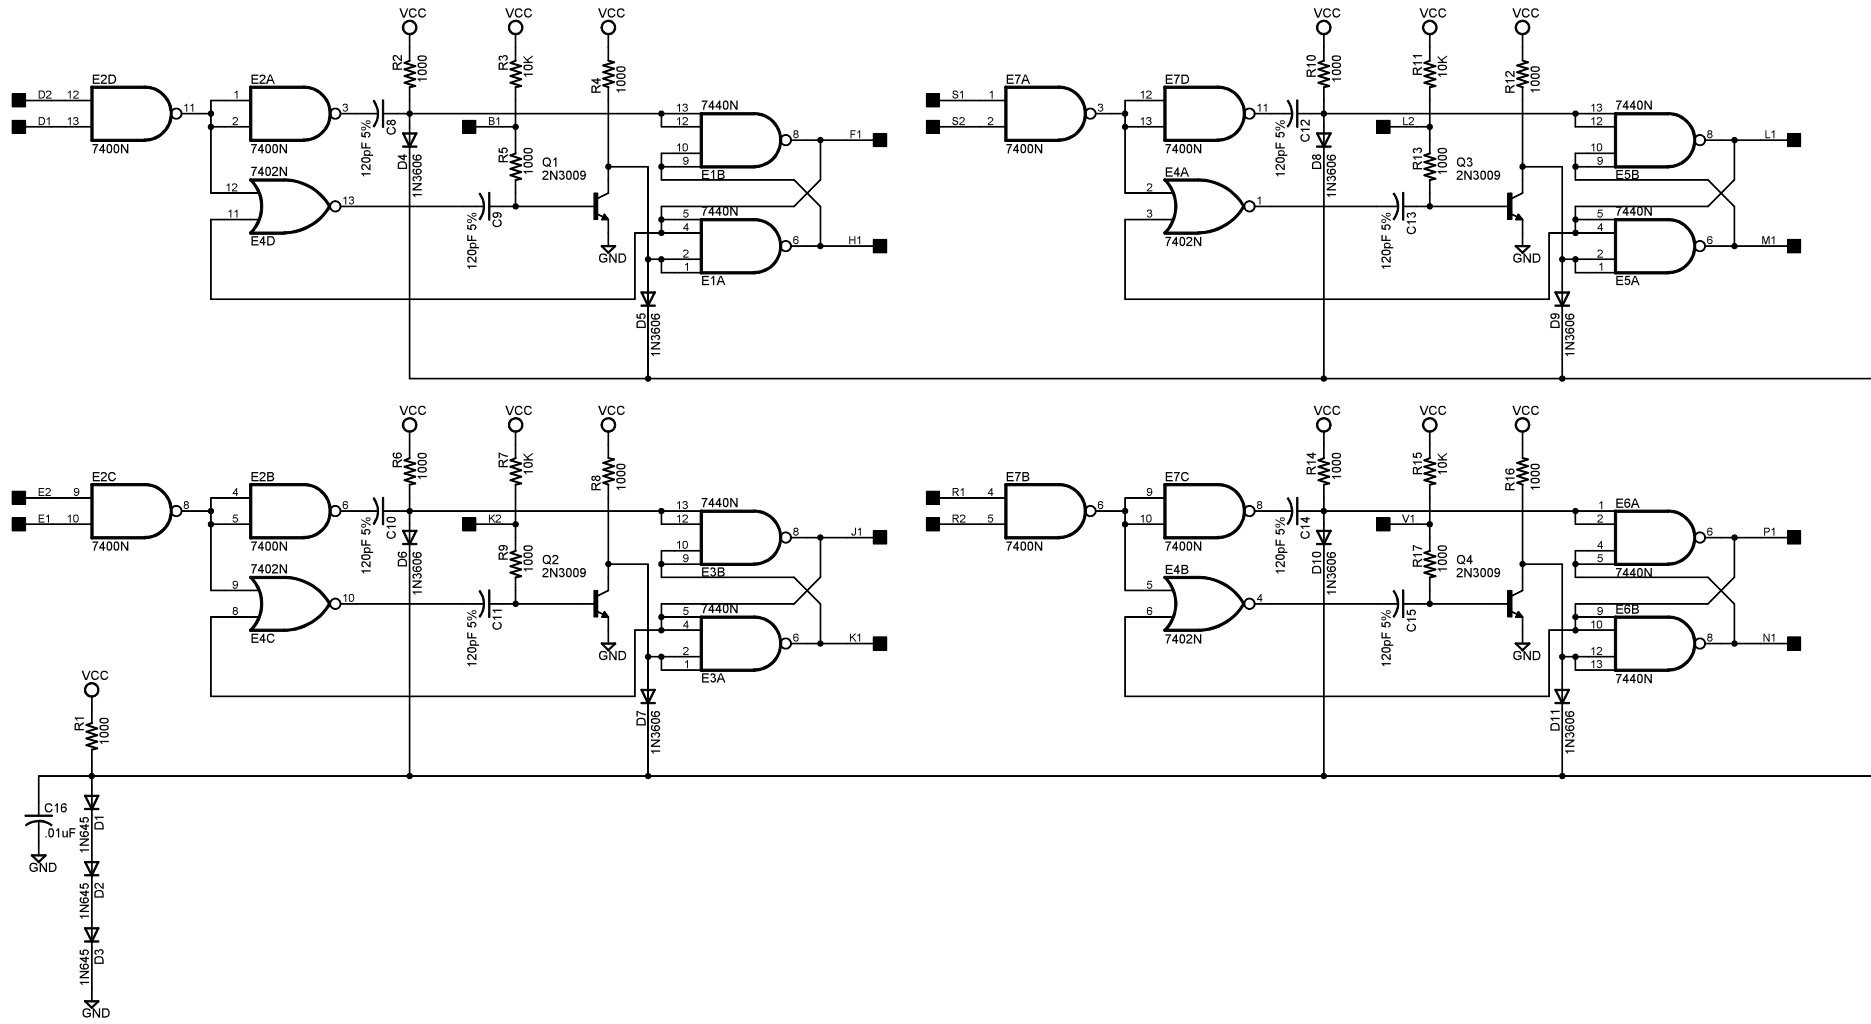 VCC VCC VCC VCC VCC VCC
R2 1000 R3 10K R4 1000 R10 1000 R11 10K R12 1000
E2D E2A E7A E7D
D2 12 1 7440N S1 1 12 7440N
11 3 13 3 11 13
D1 13 2 12 B1 S2 2 13 12 L2
7400N 7400N 120pF 5% C8 8 F1 7400N 7400N 120pF 5% C12 8 L1
D4 1N3606 R5 1000 10 9 D8 1N3606 R13 1000 10 9
7402N Q1 2N3009 E1B E4A Q3 2N3009 E5B
12 13 2 1
11 120pF 5% C9 7440N 3 120pF 5% C13 7440N
E4D 5 4 7402N 5 4
GND 2 1 6 H1 GND 2 1 6 M1
E1A E5A
D5 1N3606 D9 1N3606
VCC VCC VCC VCC VCC VCC
R6 1000 R7 10K R8 1000 R14 1000 R15 10K R16 1000
E2C E2B E7B E7C
E2 9 4 7440N R1 4 9 E6A
8 6 13 6 8 1
E1 10 5 12 K2 R2 5 10 2 V1
7400N 7400N 120pF 5% C10 8 J1 7400N 7400N 120pF 5% C14 6 P1
D6 1N3606 R9 1000 10 9 D10 1N3606 R17 1000 4 5
7402N Q2 2N3009 E3B E4B Q4 2N3009 7440N
9 10 5 4
8 120pF 5% C11 7440N 6 120pF 5% C15 E6B
E4C 5 4 7402N 9 10
GND 2 1 6 K1 GND 12 13 8 N1
E3A 7440N
D7 1N3606 D11 1N3606
VCC
R1 1000
C16
.01uF
GND
1N645 D1
1N645 D2
1N645 D3
GND